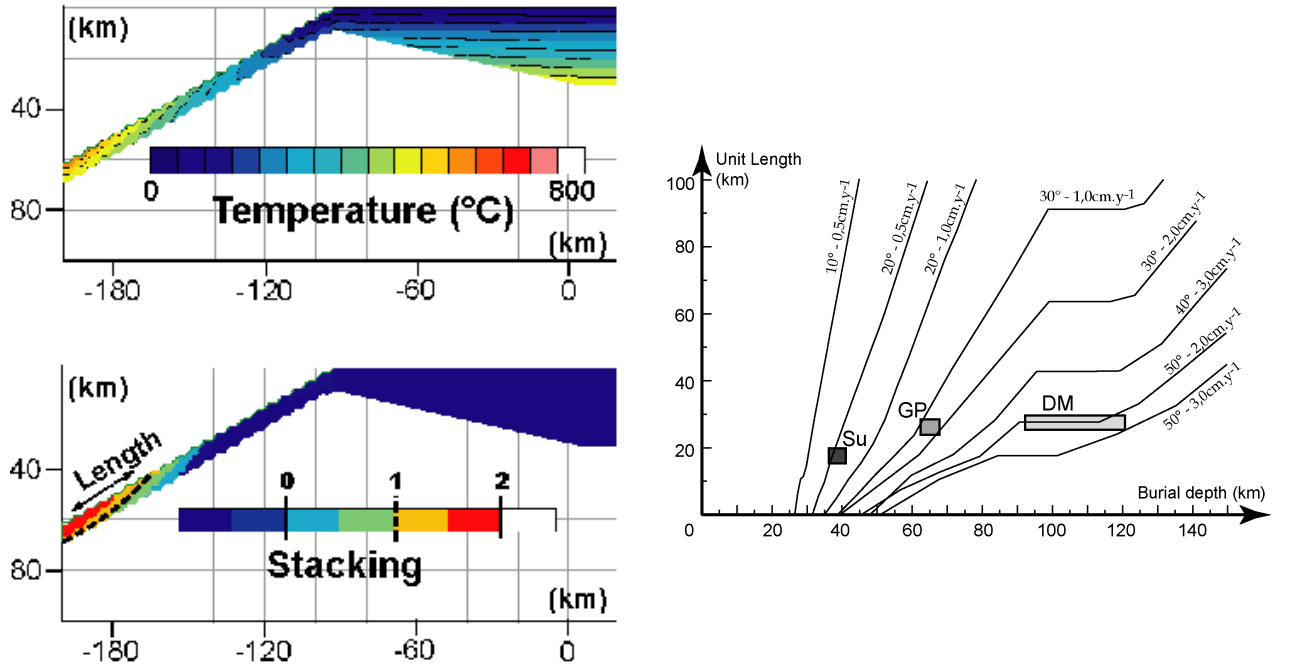 (km)
40
80
0
800
Temperature (°C)
(km)
-180
-120
-60
0
(km)
Length
40
0
1
2
Stacking
80
(km)
-180
-120
-60
0
Unit Length
(km)
100
80
60
40
20
0
10° - 0,5cm.y-1
20° - 0,5cm.y-1
20° - 1,0cm.y-1
30° - 1,0cm.y-1
30° - 2,0cm.y-1
40° - 3,0cm.y-1
50° - 2,0cm.y-1
50° - 3,0cm.y-1
Su
GP
DM
Burial depth (km)
20
40
60
80
100
120
140